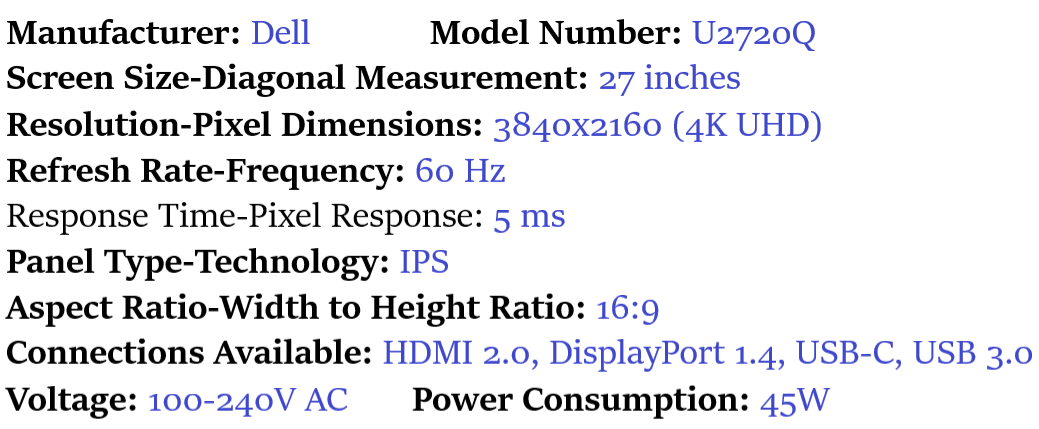 Manufacturer: Dell Model Number: U2720Q
Screen Size-Diagonal Measurement: 27 inches
Resolution-Pixel Dimensions: 3840x2160 (4K UHD)
Refresh Rate-Frequency: 60 Hz
Response Time-Pixel Response: 5 ms
Panel Type-Technology: IPS
Aspect Ratio-Width to Height Ratio: 16:9
Connections Available: HDMI 2.0, DisplayPort 1.4, USB-C, USB 3.0
Voltage: 100-240V AC Power Consumption: 45W